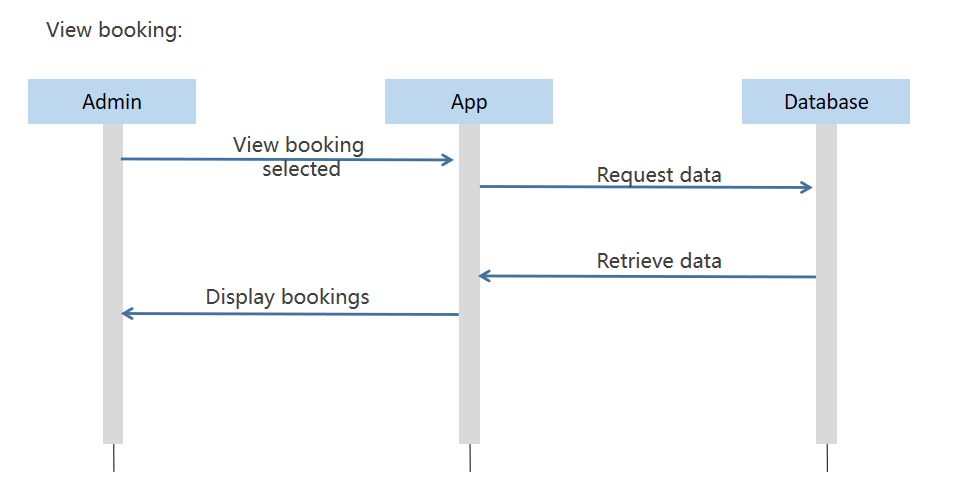 View booking:
Admin
App
Database
View booking
selected
Request data
Retrieve data
Display bookings